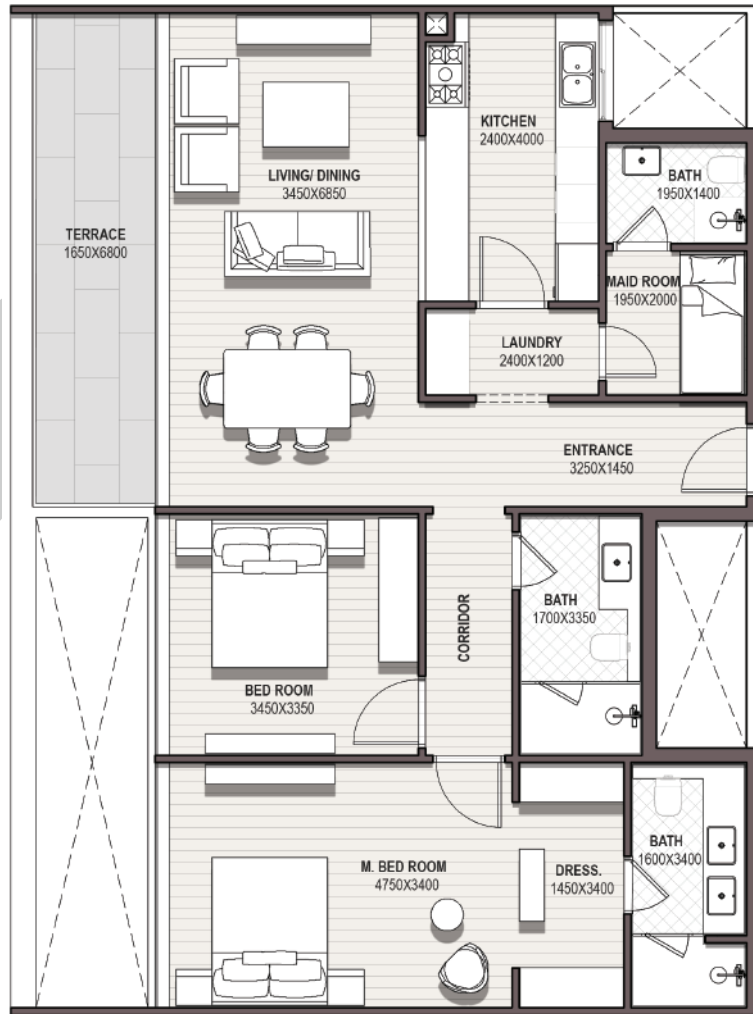 KITCHEN
2400X4000
BATH
1950X1400
LIVING/ DINING
3450X6850
TERRACE
1650X6800
MAID ROOM
1950X2000
LAUNDRY
2400X1200
ENTRANCE
3250X1450
BATH
1700X3350
CORRIDOR
BED ROOM
3450X3350
M. BED ROOM
4750X3400
DRESS.
1450X3400
BATH
1600X3400